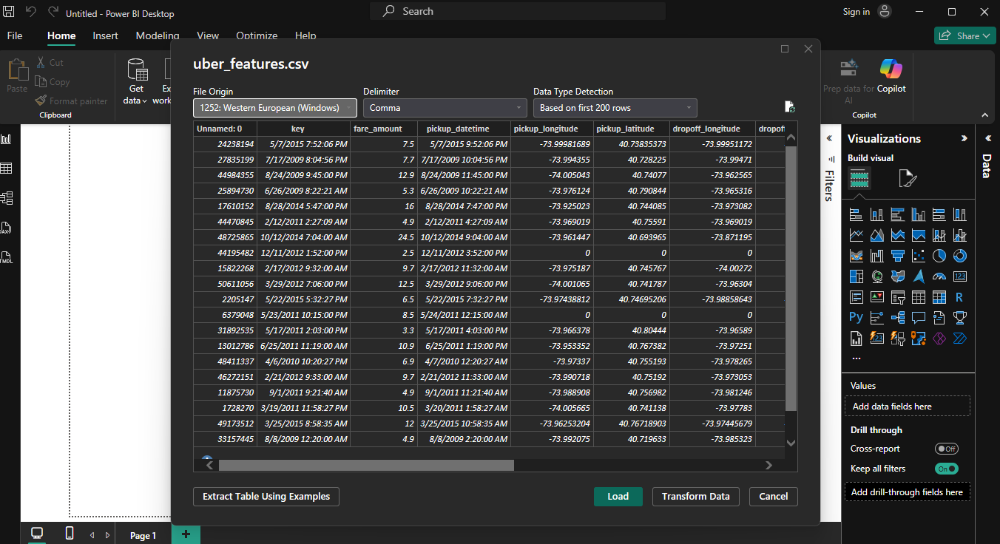 Untitled - Power BI Desktop
Search
Sign in
File Home Insert Modeling View Optimize Help
Share
Paste
Cut
Copy
Format painter
Clipboard
Get data
Ex
work
Prep data for AI
Copilot
Copilot
uber_features.csv
File Origin Delimiter Data Type Detection
1252: Western European (Windows) Comma Based on first 200 rows
Unnamed: 0 key fare_amount pickup_datetime pickup_longitude pickup_latitude dropoff_longitude dropoff
24238194 5/7/2015 7:52:06 PM 7.5 5/7/2015 9:52:06 PM -73.99981689 40.73835373 -73.99951172
27835199 7/17/2009 8:04:56 PM 7.7 7/17/2009 10:04:56 PM -73.994355 40.728225 -73.99471
44984355 8/24/2009 9:45:00 PM 12.9 8/24/2009 11:45:00 PM -74.005043 40.74077 -73.962565
25894730 6/26/2009 8:22:21 AM 5.3 6/26/2009 10:22:21 AM -73.976124 40.790844 -73.965316
17610152 8/28/2014 5:47:00 PM 16 8/28/2014 7:47:00 PM -73.925023 40.744085 -73.973082
44470845 2/12/2011 2:27:09 AM 4.9 2/12/2011 4:27:09 AM -73.969019 40.75591 -73.969019
48725865 10/12/2014 7:04:00 AM 24.5 10/12/2014 9:04:00 AM -73.961447 40.693965 -73.871195
44195482 12/11/2012 1:52:00 PM 2.5 12/11/2012 3:52:00 PM 0 0 0
15822268 2/17/2012 9:32:00 AM 9.7 2/17/2012 11:32:00 AM -73.975187 40.745767 -74.00272
50611056 3/29/2012 7:06:00 PM 12.5 3/29/2012 9:06:00 PM -74.001065 40.741787 -73.96304
2205147 5/22/2015 5:32:27 PM 6.5 5/22/2015 7:32:27 PM -73.97438812 40.74695206 -73.98858643
6379048 5/23/2011 10:15:00 PM 8.5 5/24/2011 12:15:00 AM 0 0 0
31892535 5/17/2011 2:03:00 PM 3.3 5/17/2011 4:03:00 PM -73.966378 40.80444 -73.96589
13012786 6/25/2011 11:19:00 AM 10.9 6/25/2011 1:19:00 PM -73.953352 40.767382 -73.97251
48411337 4/6/2010 10:20:27 PM 6.9 4/7/2010 12:20:27 AM -73.97337 40.755193 -73.978265
46272151 2/21/2012 9:33:00 AM 9.7 2/21/2012 11:33:00 AM -73.990718 40.75192 -73.973053
11875730 9/1/2011 9:21:40 AM 4.9 9/1/2011 11:21:40 AM -73.988908 40.756982 -73.981246
1728270 3/19/2011 11:58:27 PM 10.5 3/20/2011 1:58:27 AM -74.005665 40.741138 -73.97783
49173512 3/25/2015 8:58:35 AM 12 3/25/2015 10:58:35 AM -73.96253204 40.76718903 -73.97445679
33157445 8/8/2009 12:20:00 AM 4.9 8/8/2009 2:20:00 AM -73.992075 40.719633 -73.985323
Extract Table Using Examples
Load
Transform Data
Cancel
Filters
Visualizations
Build visual
123
R
Py
123
...
Values
Add data fields here
Drill through
Cross-report
Off
Keep all filters
On
Add drill-through fields here
Data
DAX
TMDL
Page 1
+